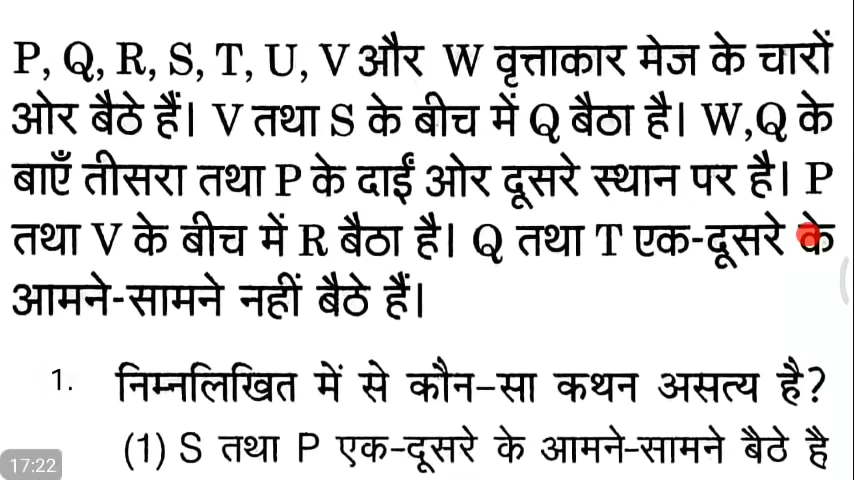 P, Q, R, S, T, U, V और W वृत्ताकार मेज के चारों
ओर बैठे हैं। V तथा S के बीच में Q बैठा है। W,Q के
बाएँ तीसरा तथा P के दाईं ओर दूसरे स्थान पर है। P
तथा V के बीच में R बैठा है। Q तथा T एक-दूसरे के
आमने-सामने नहीं बैठे हैं।
1. निम्नलिखित में से कौन-सा कथन असत्य है?
(1) S तथा P एक-दूसरे के आमने-सामने बैठे है
17:22